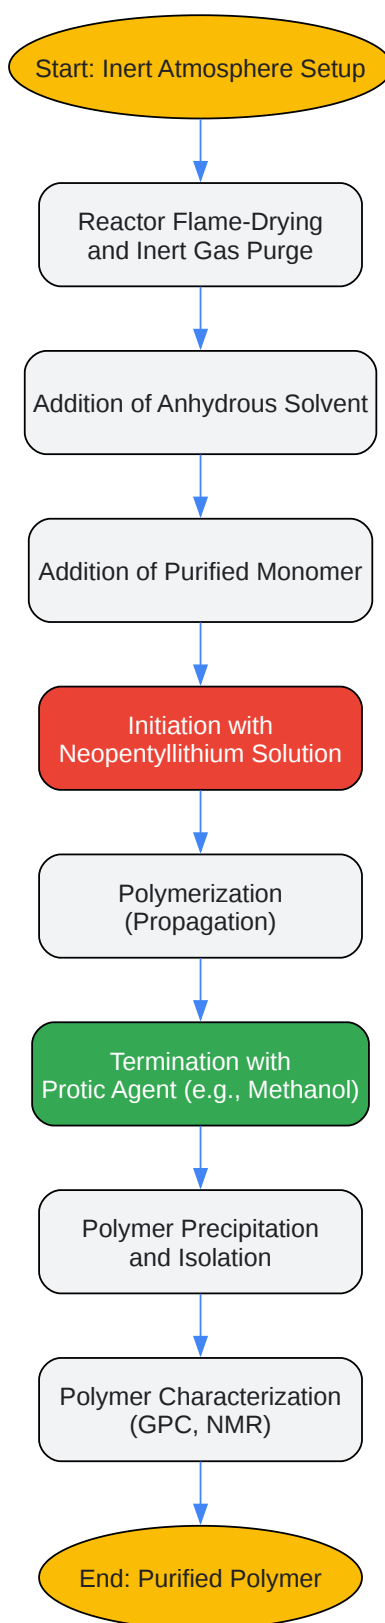 Start: Inert Atmosphere Setup
Reactor Flame-Drying
and Inert Gas Purge
Addition of Anhydrous Solvent
Addition of Purified Monomer
Initiation with
Neopentyllithium Solution
Polymerization
(Propagation)
Termination with
Protic Agent (e.g., Methanol)
Polymer Precipitation
and Isolation
Polymer Characterization
(GPC, NMR)
End: Purified Polymer